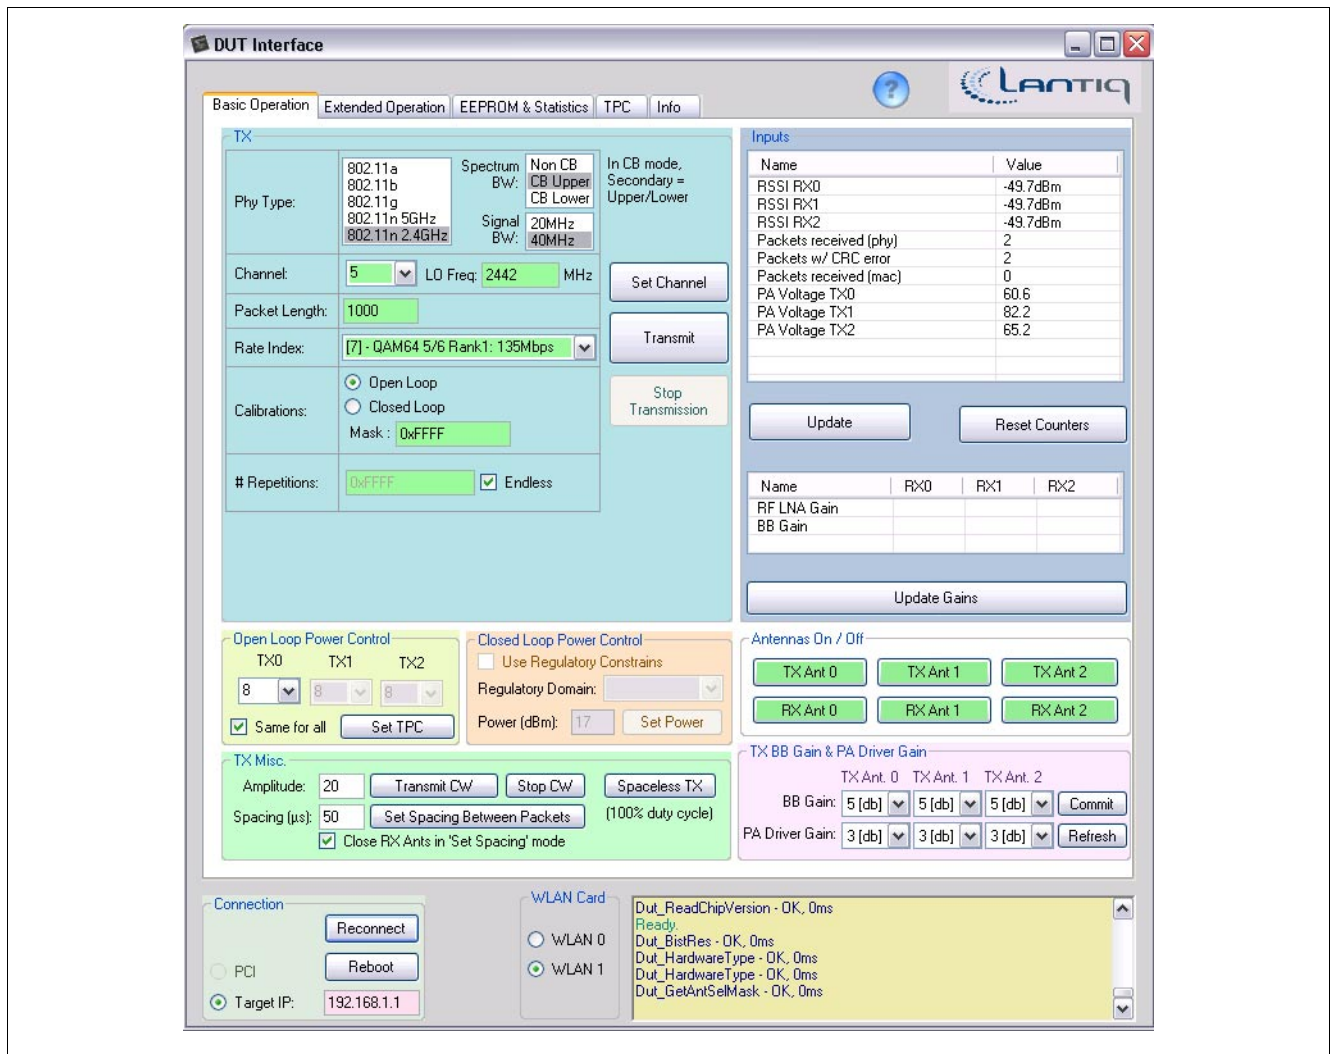 DUT Interface
Lantiq
Basic Operation Extended Operation EEPROM & Statistics TPC Info
TX
Phy Type:
802.11a
802.11b
802.11g
802.11n 5GHz
802.11n 2.4GHz
Spectrum BW:
Non CB
CB Upper
CB Lower
Signal BW:
20MHz
40MHz
In CB mode,
Secondary =
Upper/Lower
Channel: 5 LO Freq: 2442 MHz
Set Channel
Packet Length: 1000
Transmit
Rate Index: [7] - QAM64 5/6 Rank1: 135Mbps
Stop
Transmission
Calibrations:
Open Loop
Closed Loop
Mask : 0xFFFF
# Repetitions: 0xFFFF Endless
Inputs
Name Value
RSSI RX0 -49.7dBm
RSSI RX1 -49.7dBm
RSSI RX2 -49.7dBm
Packets received (phy) 2
Packets w/ CRC error 2
Packets received (mac) 0
PA Voltage TX0 60.6
PA Voltage TX1 82.2
PA Voltage TX2 65.2
Update Reset Counters
Name RX0 RX1 RX2
RF LNA Gain
BB Gain
Update Gains
Open Loop Power Control
TX0 TX1 TX2
8 8 8
Same for all Set TPC
Closed Loop Power Control
Use Regulatory Constrains
Regulatory Domain:
Power (dBm): 17 Set Power
Antennas On / Off
TX Ant 0 TX Ant 1 TX Ant 2
RX Ant 0 RX Ant 1 RX Ant 2
TX Misc.
Amplitude: 20 Transmit CW Stop CW Spaceless TX
Spacing (µs): 50 Set Spacing Between Packets (100% duty cycle)
Close RX Ants in 'Set Spacing' mode
TX BB Gain & PA Driver Gain
TX Ant. 0 TX Ant. 1 TX Ant. 2
BB Gain: 5 [db] 5 [db] 5 [db] Commit
PA Driver Gain: 3 [db] 3 [db] 3 [db] Refresh
Connection
Reconnect
PCI Reboot
Target IP: 192.168.1.1
WLAN Card
WLAN 0
WLAN 1
Dut_ReadChipVersion - OK, 0ms
Ready.
Dut_BistRes - OK, 0ms
Dut_HardwareType - OK, 0ms
Dut_HardwareType - OK, 0ms
Dut_GetAntSelMask - OK, 0ms